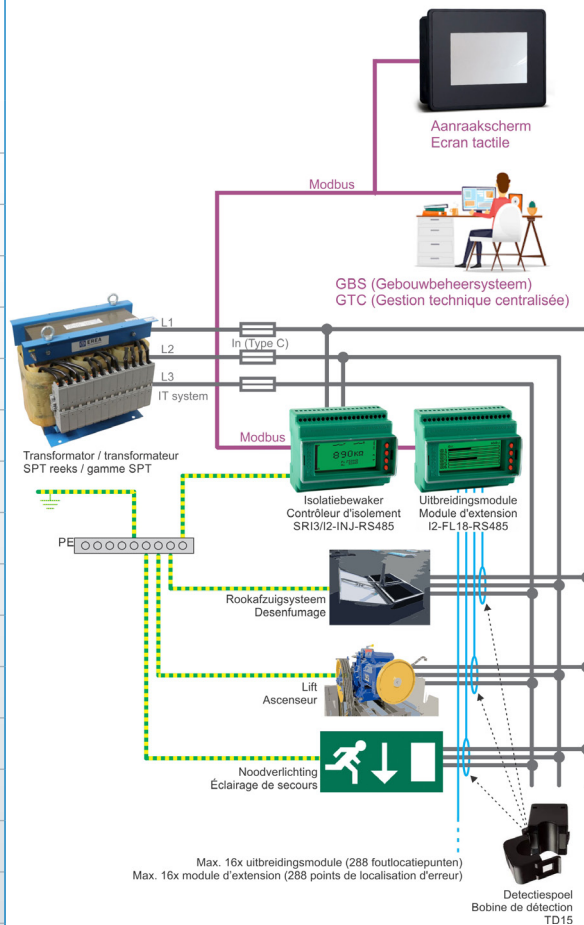 Aanraakscherm
Ecran tactile
Modbus
GBS (Gebouwbeheersysteem)
GTC (Gestion technique centralisée)
L1
In (Type C)
L2
L3
IT system
EREA
Transformator / transformateur
SPT reeks / gamme SPT
Modbus
890KΩ
Isolatiebewaker
Contrôleur d'isolement
SRI3/I2-INJ-RS485
Uitbreidingsmodule
Module d'extension
I2-FL18-RS485
PE
Rookafzuigsysteem
Desenfumage
Lift
Ascenseur
Noodverlichting
Éclairage de secours
Max. 16x uitbreidingsmodule (288 foutlocatiepunten)
Max. 16x module d'extension (288 points de localisation d'erreur)
Detectiespoel
Bobine de détection
TD15